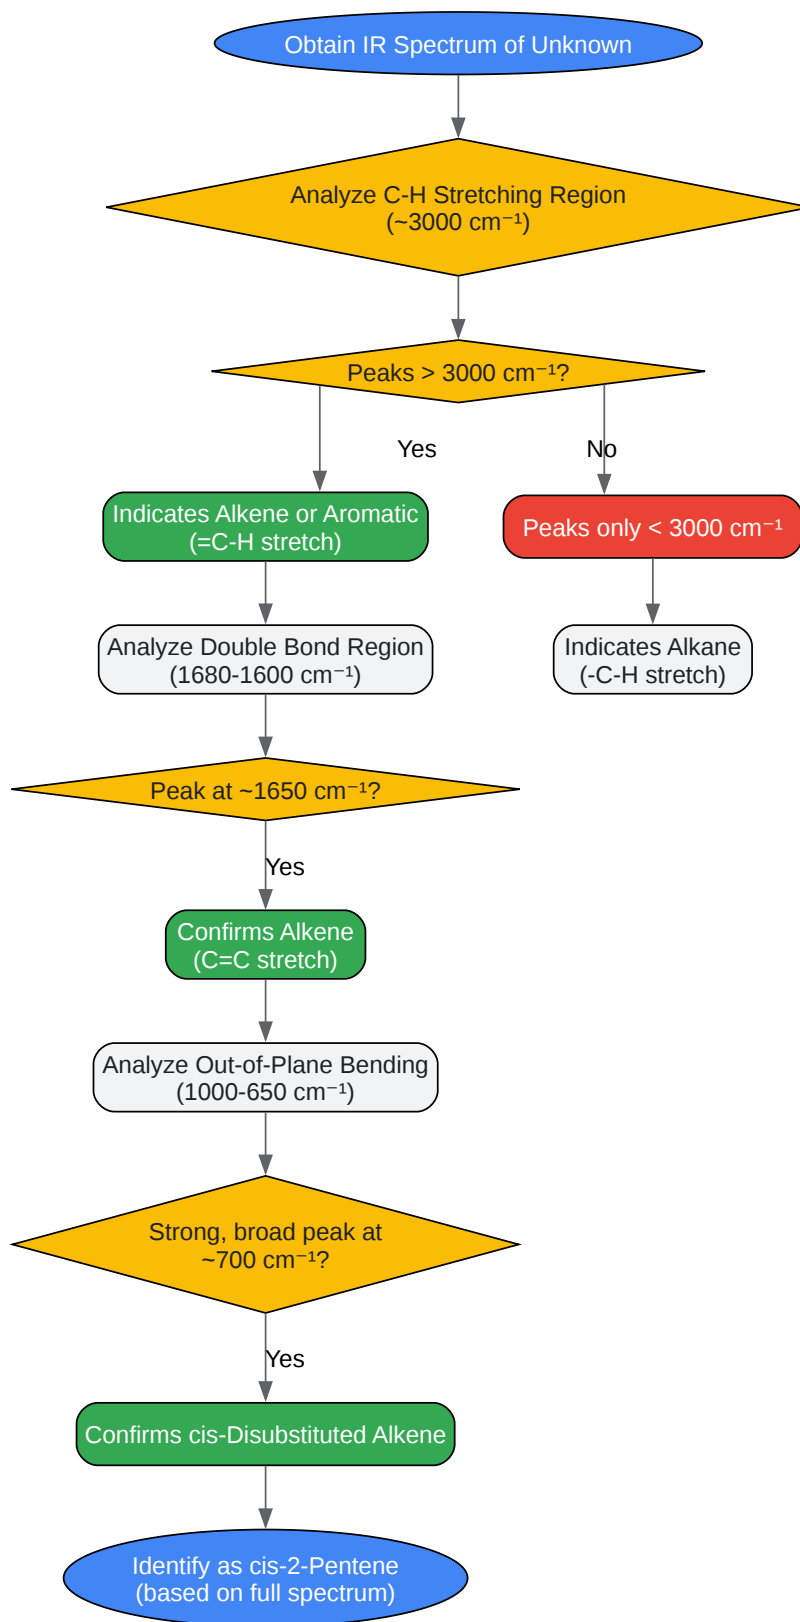 Obtain IR Spectrum of Unknown
Analyze C-H Stretching Region
(~3000 cm⁻¹)
Peaks > 3000 cm⁻¹?
Yes
No
Indicates Alkene or Aromatic
(=C-H stretch)
Peaks only < 3000 cm⁻¹
Analyze Double Bond Region
(1680-1600 cm⁻¹)
Indicates Alkane
(-C-H stretch)
Peak at ~1650 cm⁻¹?
Yes
Confirms Alkene
(C=C stretch)
Analyze Out-of-Plane Bending
(1000-650 cm⁻¹)
Strong, broad peak at
~700 cm⁻¹?
Yes
Confirms cis-Disubstituted Alkene
Identify as cis-2-Pentene
(based on full spectrum)